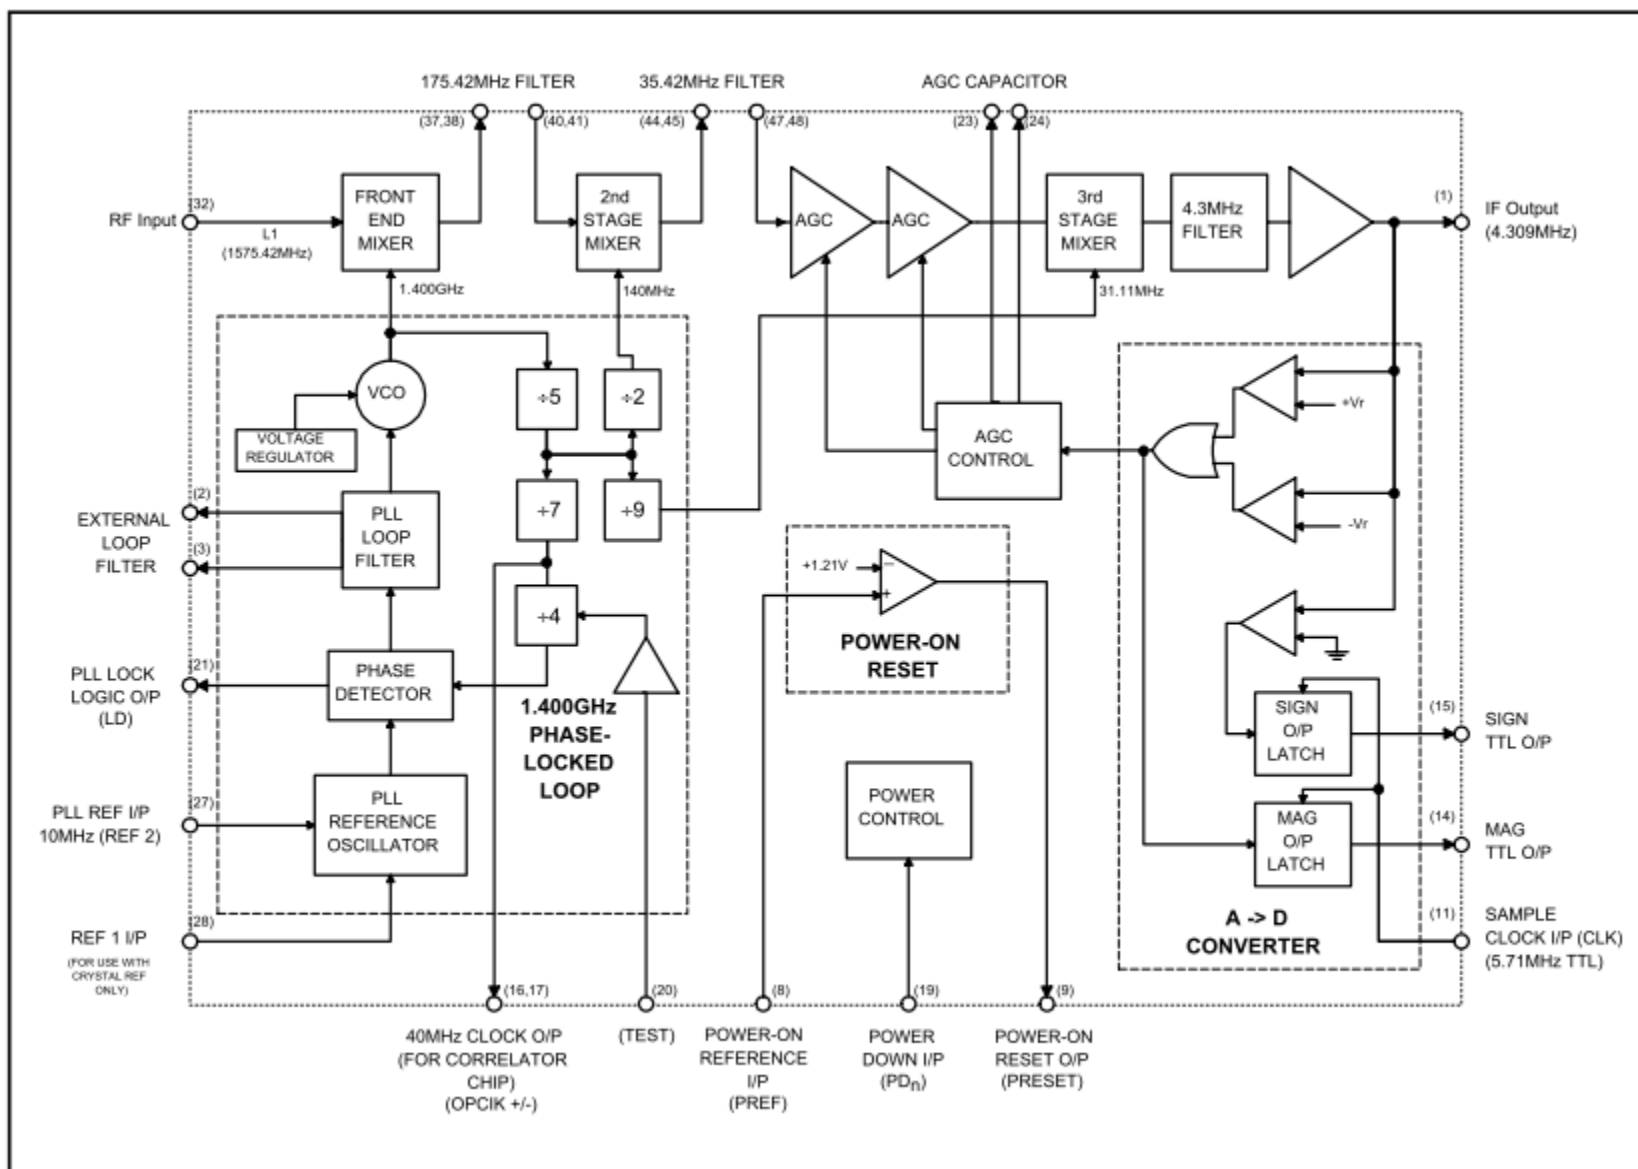 175.42MHz FILTER
35.42MHz FILTER
AGC CAPACITOR
(37,38)
(40,41)
(44,45)
(47,48)
(23)
(24)
RF Input
(32)
L1
(1575.42MHz)
FRONT
END
MIXER
2nd
STAGE
MIXER
AGC
AGC
3rd
STAGE
MIXER
4.3MHz
FILTER
(1)
IF Output
(4.309MHz)
1.400GHz
140MHz
31.11MHz
VCO
÷5
÷2
VOLTAGE
REGULATOR
AGC
CONTROL
+Vr
-Vr
EXTERNAL
LOOP
FILTER
(2)
(3)
PLL
LOOP
FILTER
÷7
÷9
÷4
+1.21V
−
+
POWER-ON
RESET
PLL LOCK
LOGIC O/P
(LD)
(21)
PHASE
DETECTOR
1.400GHz
PHASE-
LOCKED
LOOP
SIGN
O/P
LATCH
(15)
SIGN
TTL O/P
PLL REF I/P
10MHz (REF 2)
(27)
PLL
REFERENCE
OSCILLATOR
POWER
CONTROL
MAG
O/P
LATCH
(14)
MAG
TTL O/P
REF 1 I/P
(FOR USE WITH
CRYSTAL REF
ONLY)
(28)
A -> D
CONVERTER
(11)
SAMPLE
CLOCK I/P (CLK)
(5.71MHz TTL)
(16,17)
(20)
(8)
(19)
(9)
40MHz CLOCK O/P
(FOR CORRELATOR
CHIP)
(OPCIK +/-)
(TEST)
POWER-ON
REFERENCE
I/P
(PREF)
POWER
DOWN I/P
(PDn)
POWER-ON
RESET O/P
(PRESET)